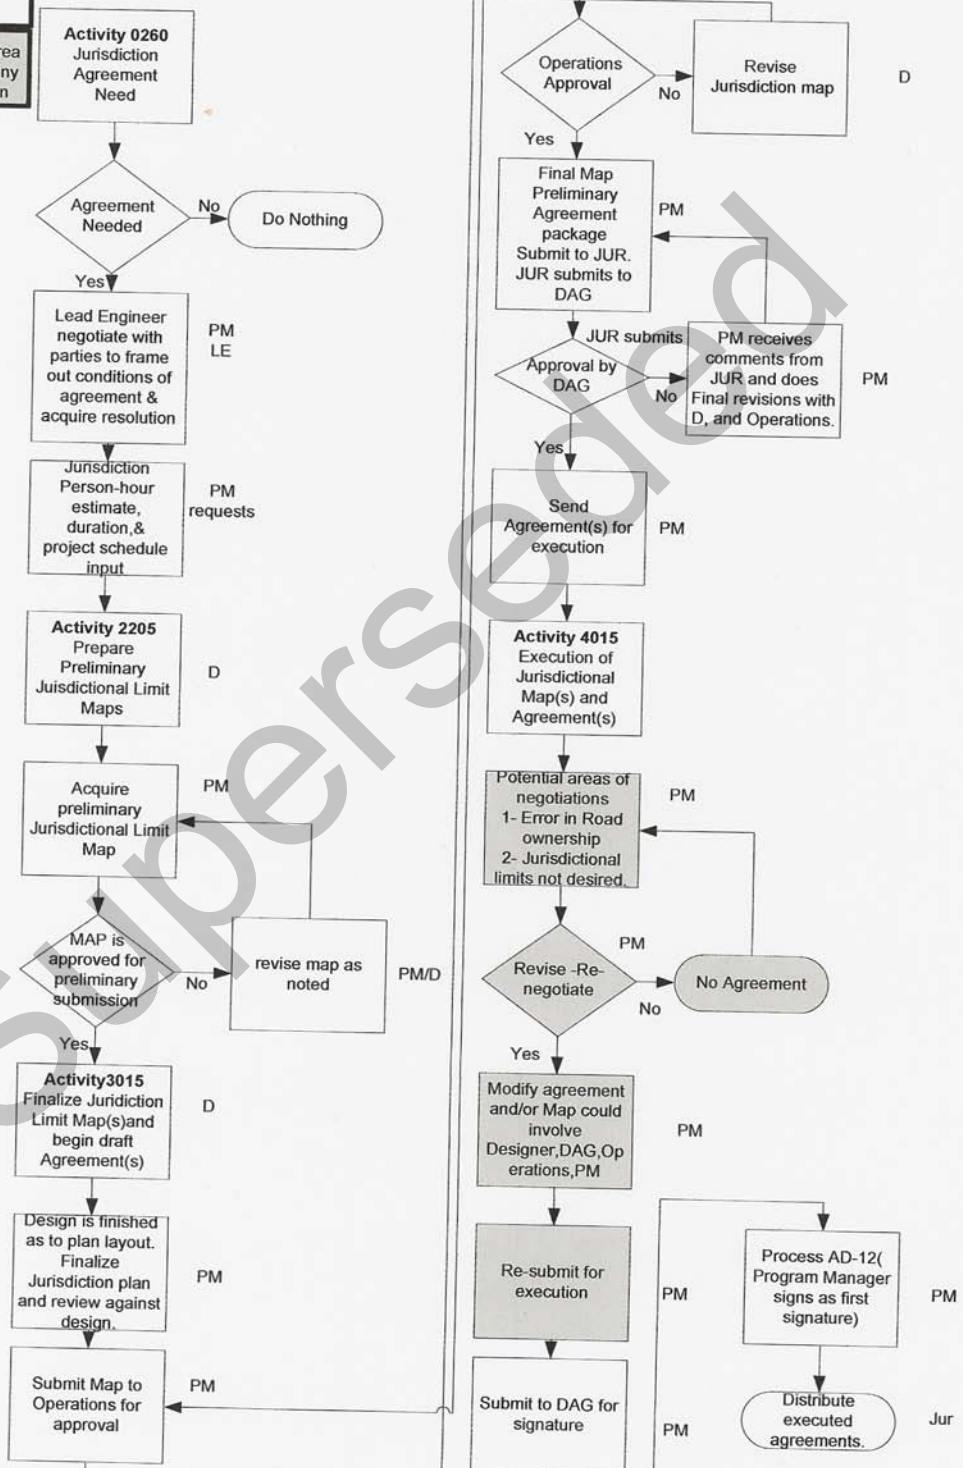 rea
ny
n
Activity 0260
Jurisdiction
Agreement
Need
Agreement
Needed
No
Do Nothing
Yes
Lead Engineer
negotiate with
parties to frame
out conditions of
agreement &
acquire resolution
PM
LE
Jurisdiction
Person-hour
estimate,
duration,&
project schedule
input
PM
requests
Activity 2205
Prepare
Preliminary
Juisdictional Limit
Maps
D
Acquire
preliminary
Jurisdictional Limit
Map
PM
MAP is
approved for
preliminary
submission
No
revise map as
noted
PM/D
Yes
Activity3015
Finalize Juridiction
Limit Map(s)and
begin draft
Agreement(s)
D
Design is finished
as to plan layout.
Finalize
Jurisdiction plan
and review against
design.
PM
Submit Map to
Operations for
approval
PM
Operations
Approval
No
Revise
Jurisdiction map
D
Yes
Final Map
Preliminary
Agreement
package
Submit to JUR.
JUR submits to
DAG
PM
JUR submits
Approval by
DAG
No
PM receives
comments from
JUR and does
Final revisions with
D, and Operations.
PM
Yes
Send
Agreement(s) for
execution
PM
Activity 4015
Execution of
Jurisdictional
Map(s) and
Agreement(s)
Potential areas of
negotiations
1- Error in Road
ownership
2- Jurisdictional
limits not desired.
PM
Revise -Re-
negotiate
PM
No
No Agreement
Yes
Modify agreement
and/or Map could
involve
Designer,DAG,Op
erations,PM
PM
Re-submit for
execution
PM
Submit to DAG for
signature
PM
Process AD-12(
Program Manager
signs as first
signature)
PM
Distribute
executed
agreements.
Jur
Superseded